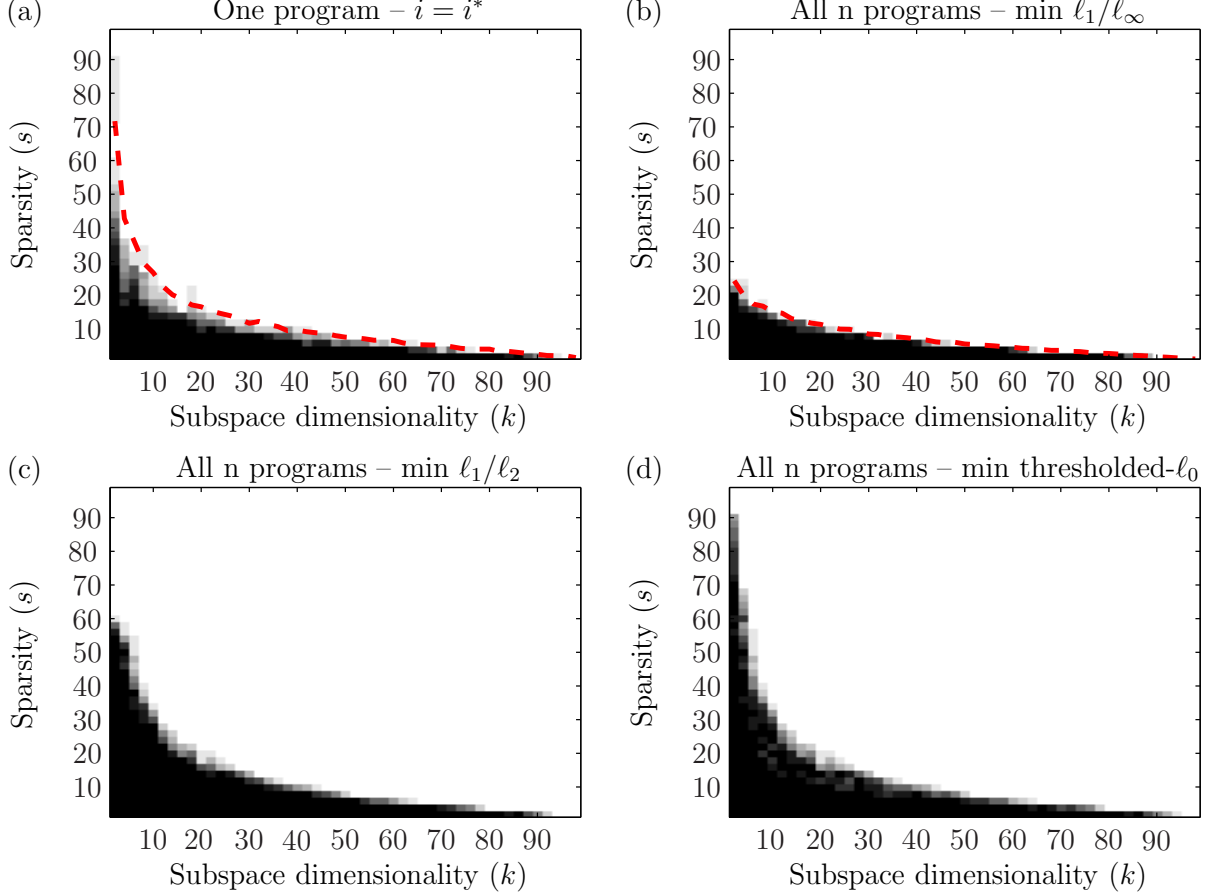 (a)
One program – i = i*
Sparsity (s)
90
80
70
60
50
40
30
20
10
10 20 30 40 50 60 70 80 90
Subspace dimensionality (k)
(b)
All n programs – min ℓ₁/ℓ∞
Sparsity (s)
90
80
70
60
50
40
30
20
10
10 20 30 40 50 60 70 80 90
Subspace dimensionality (k)
(c)
All n programs – min ℓ₁/ℓ₂
Sparsity (s)
90
80
70
60
50
40
30
20
10
10 20 30 40 50 60 70 80 90
Subspace dimensionality (k)
(d)
All n programs – min thresholded-ℓ₀
Sparsity (s)
90
80
70
60
50
40
30
20
10
10 20 30 40 50 60 70 80 90
Subspace dimensionality (k)